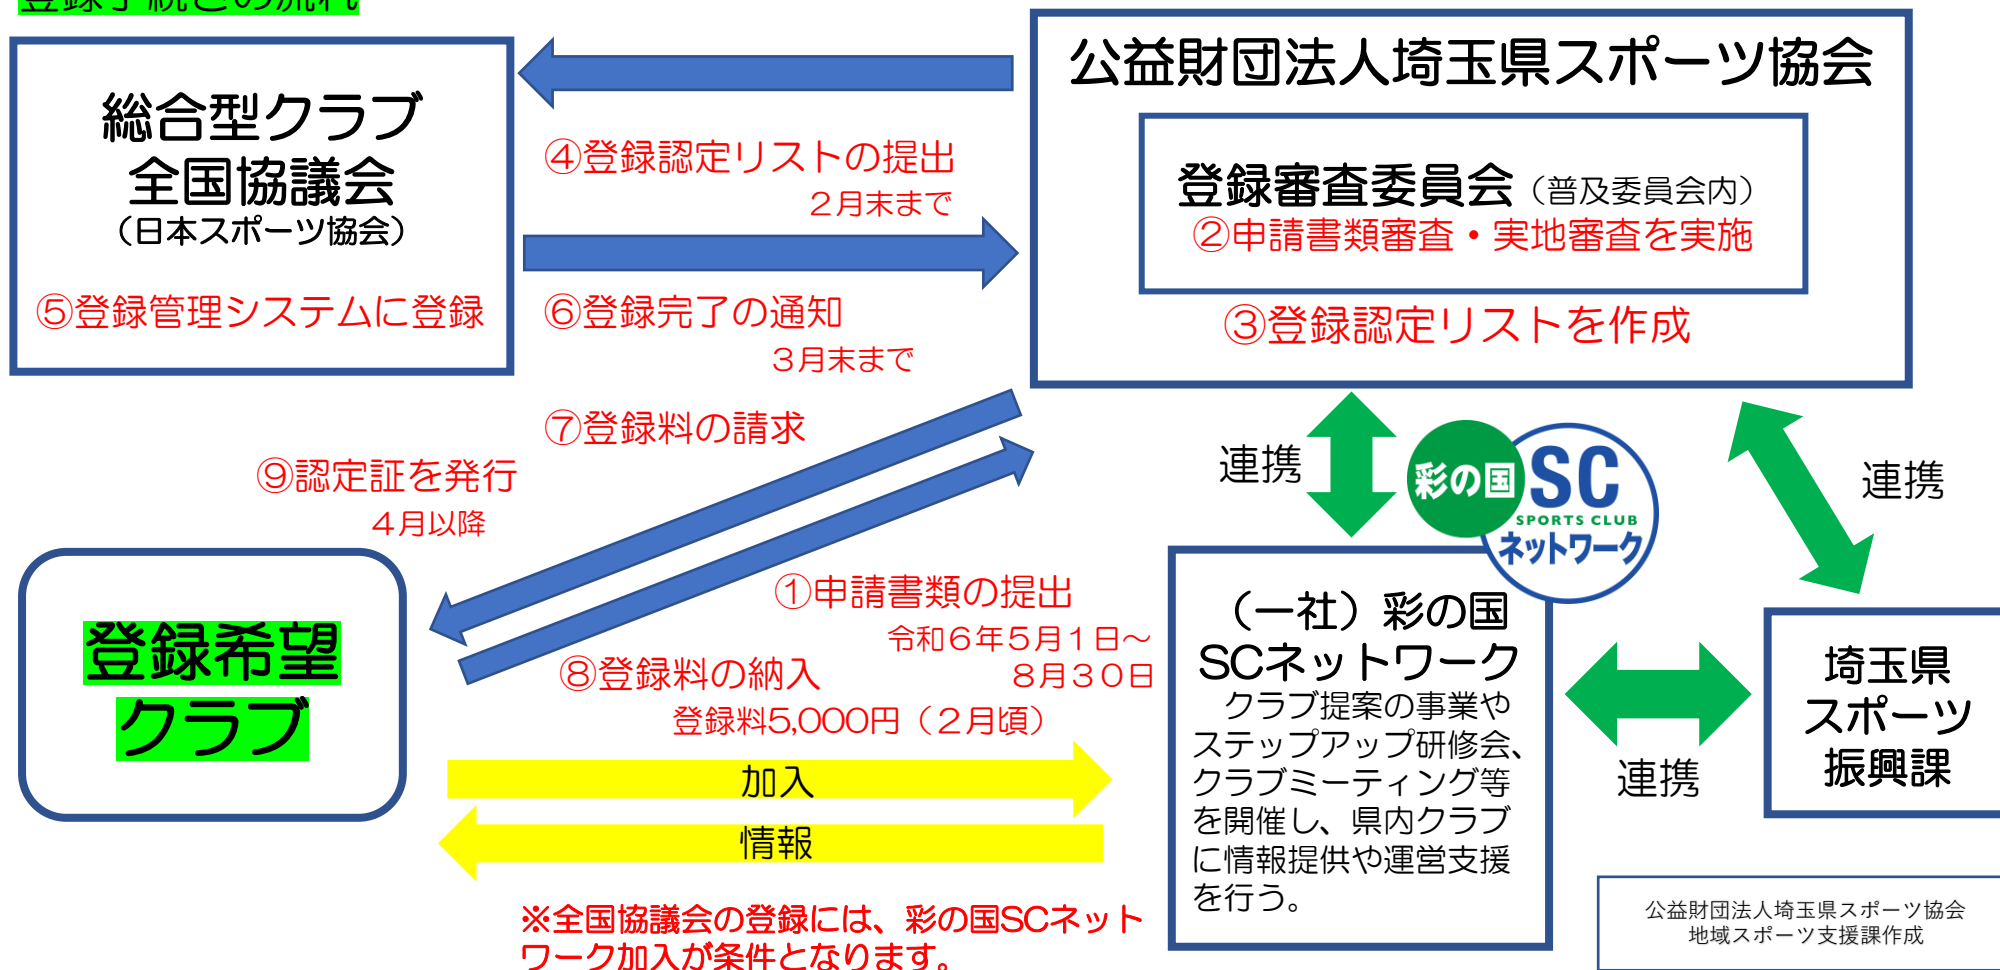 登録手続きの流れ
総合型クラブ
全国協議会
（日本スポーツ協会）
⑤登録管理システムに登録
④登録認定リストの提出
２月末まで
⑥登録完了の通知
３月末まで
公益財団法人埼玉県スポーツ協会
登録審査委員会（普及委員会内）
②申請書類審査・実地審査を実施
③登録認定リストを作成
⑦登録料の請求
⑨認定証を発行
４月以降
①申請書類の提出
令和６年５月１日～
８月３０日
⑧登録料の納入
登録料5,000円（２月頃）
登録希望
クラブ
加入
情報
※全国協議会の登録には、彩の国SCネット
ワーク加入が条件となります。
連携
彩の国
SC
SPORTS CLUB
ネットワーク
連携
（一社）彩の国
SCネットワーク
クラブ提案の事業や
ステップアップ研修会、
クラブミーティング等
を開催し、県内クラブ
に情報提供や運営支援
を行う。
連携
埼玉県
スポーツ
振興課
公益財団法人埼玉県スポーツ協会
地域スポーツ支援課作成